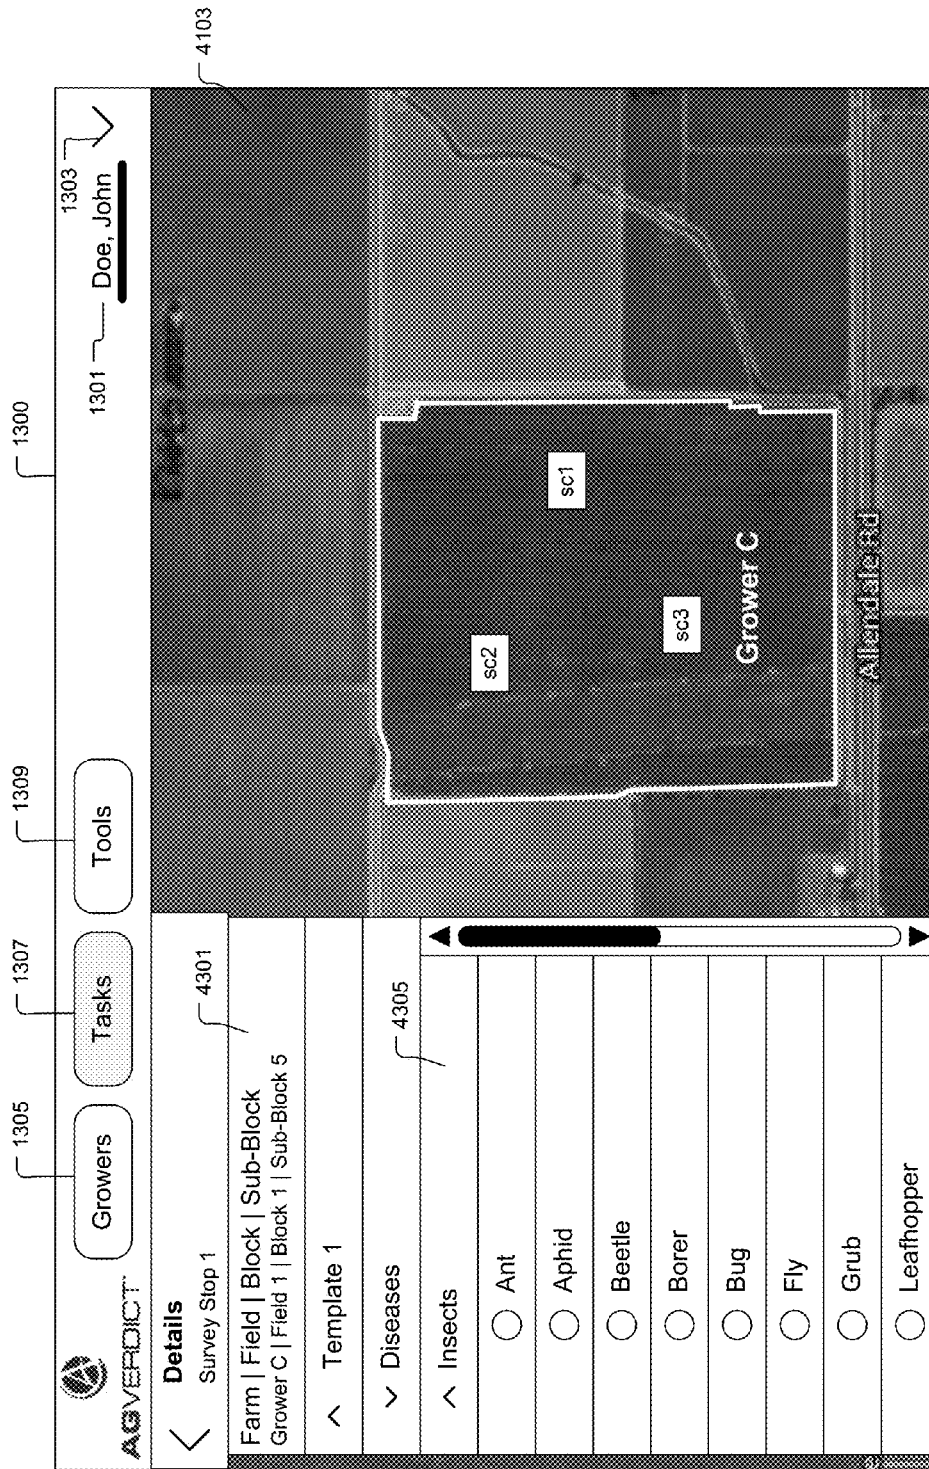 1300
1305
1307
1309
1301
1303
AGVERDICT
Growers
Tasks
Tools
Doe, John
Details
Survey Stop 1
4301
4103
Farm | Field | Block | Sub-Block
Grower C | Field 1 | Block 1 | Sub-Block 5
Template 1
Diseases
4305
Insects
Ant
Aphid
Beetle
Borer
Bug
Fly
Grub
Leafhopper
sc1
sc2
sc3
Grower C
Allendale Rd